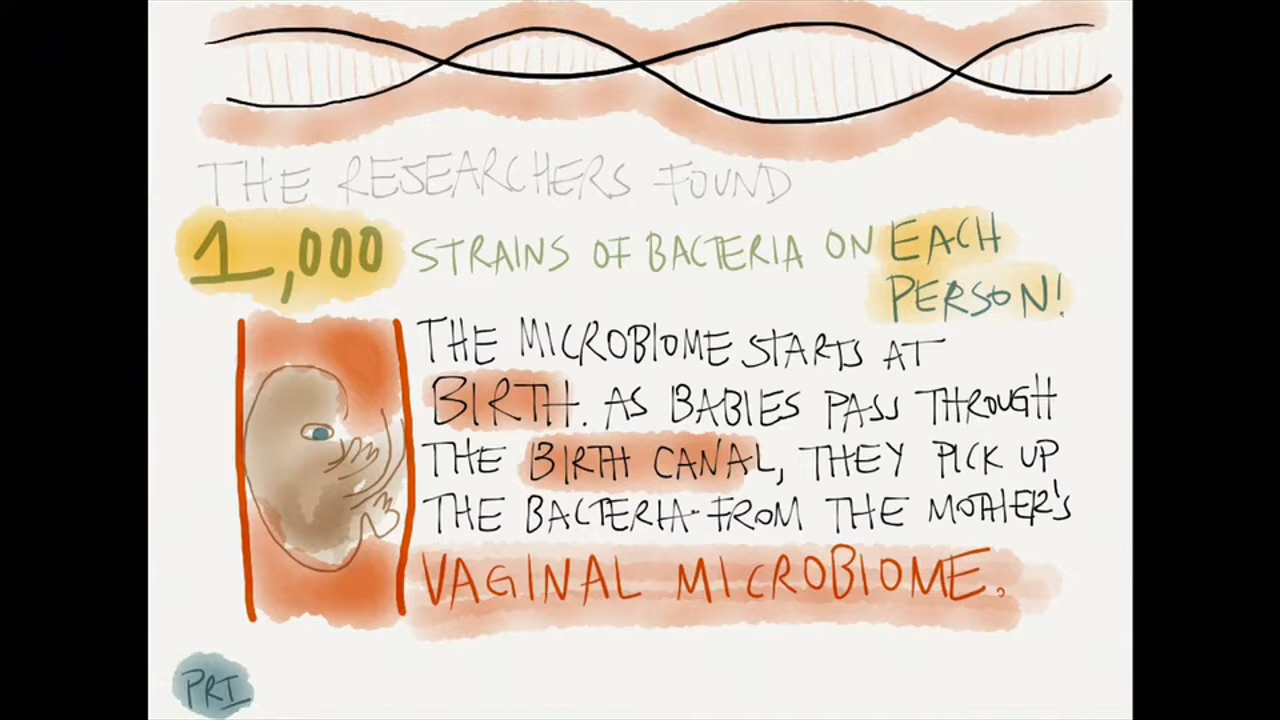 THE RESEARCHERS FOUND
1,000 STRAINS OF BACTERIA ON EACH
PERSON!
THE MICROBIOME STARTS AT
BIRTH. AS BABIES PASS THROUGH
THE BIRTH CANAL, THEY PICK UP
THE BACTERIA FROM THE MOTHER'S
VAGINAL MICROBIOME.
PRI